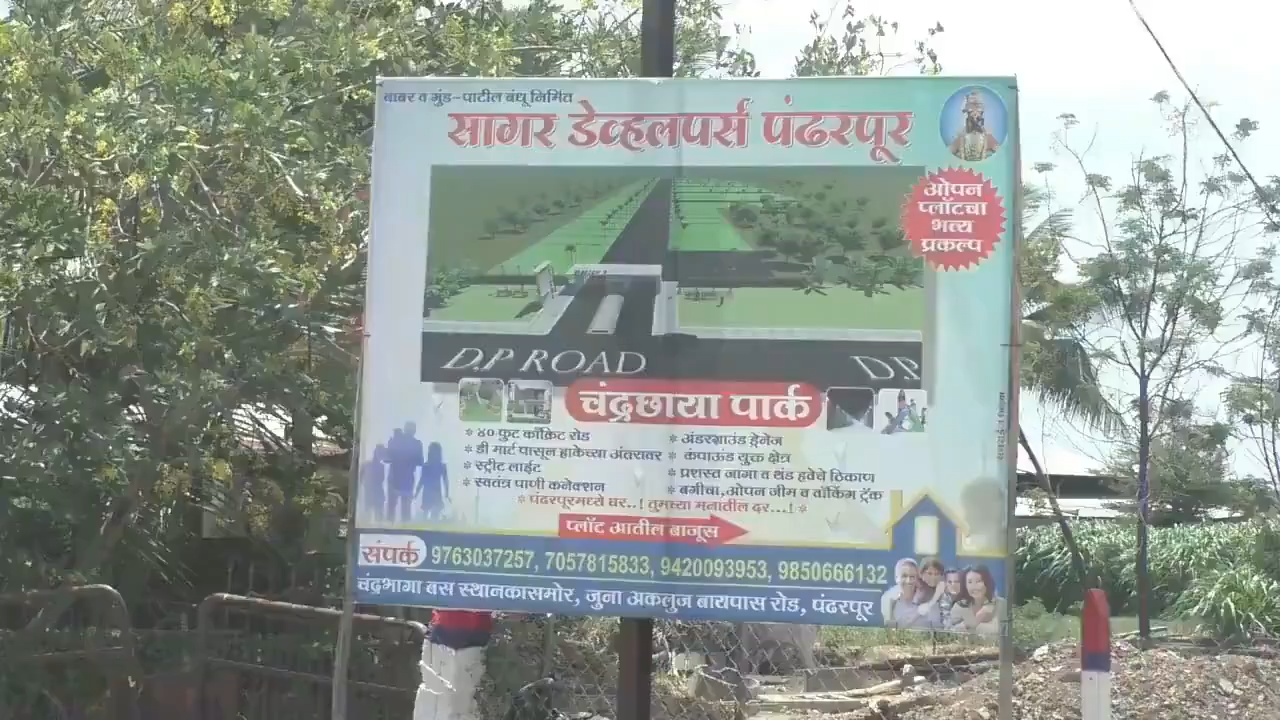 बाबर व गुंड-पाटील बंधू निर्मित
सागर डेव्हलपर्स पंढरपूर
ओपन
प्लॉटचा
भव्य
प्रकल्प
D.P ROAD
D.P
चंद्रछाया पार्क
* ४० फुट काँक्रिट रोड
* डी मार्ट पासून हाकेच्या अंतरावर
* स्ट्रीट लाईट
* स्वतंत्र पाणी कनेक्शन
* अंडरग्राउंड ड्रेनेज
* कंपाऊंड युक्त क्षेत्र
* प्रशस्त जागा व थंड हवेचे ठिकाण
* बगीचा,ओपन जीम व वॉकिंग ट्रॅक
* पंढरपूरमध्ये घर..! तुमच्या मनातील दर...! *
प्लॉट आतील बाजूस
संपर्क 9763037257, 7057815833, 9420093953, 9850666132
चंद्रभागा बस स्थानकासमोर, जुना अकलुज बायपास रोड, पंढरपूर